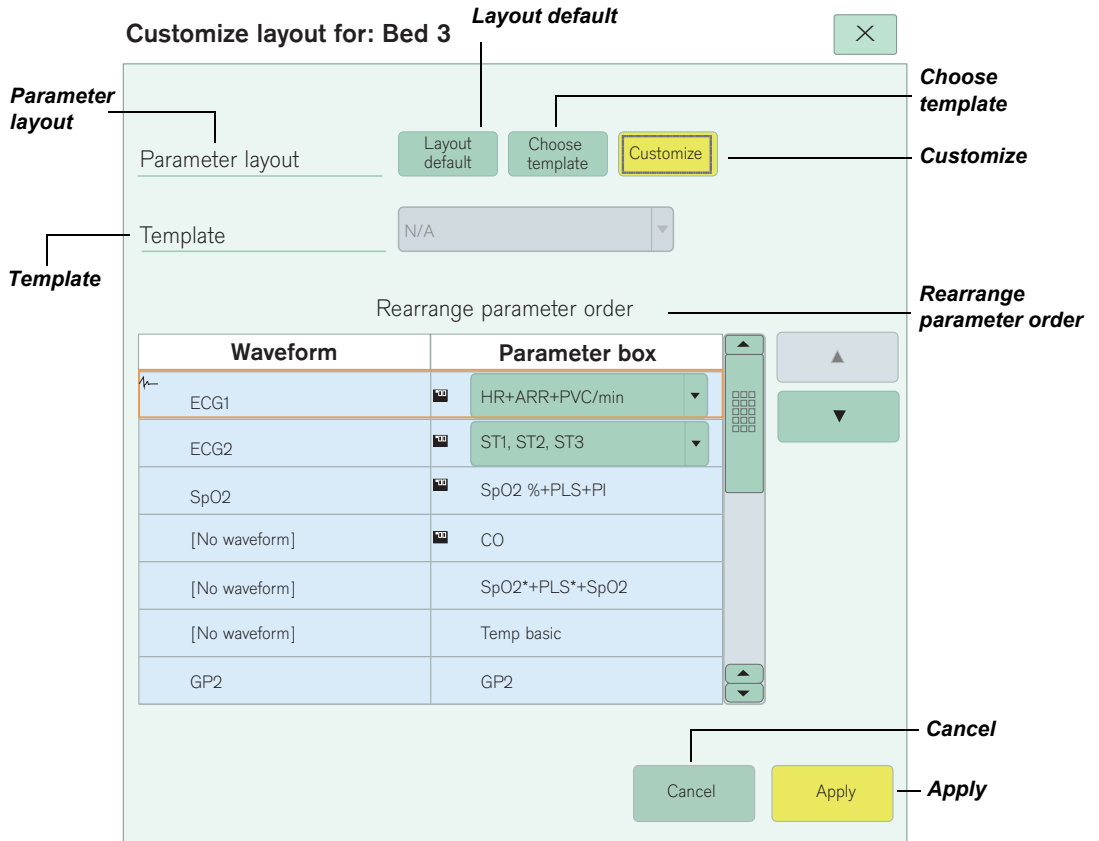 Layout default
Customize layout for: Bed 3
Choose
template
Parameter
layout
Parameter layout
Layout
default
Choose
template
Customize
Customize
Template
N/A
Template
Rearrange parameter order
Rearrange
parameter order
Waveform
Parameter box
ECG1
HR+ARR+PVC/min
ECG2
ST1, ST2, ST3
SpO2
SpO2 %+PLS+PI
[No waveform]
CO
[No waveform]
SpO2*+PLS*+SpO2
[No waveform]
Temp basic
GP2
GP2
Cancel
Cancel
Apply
Apply